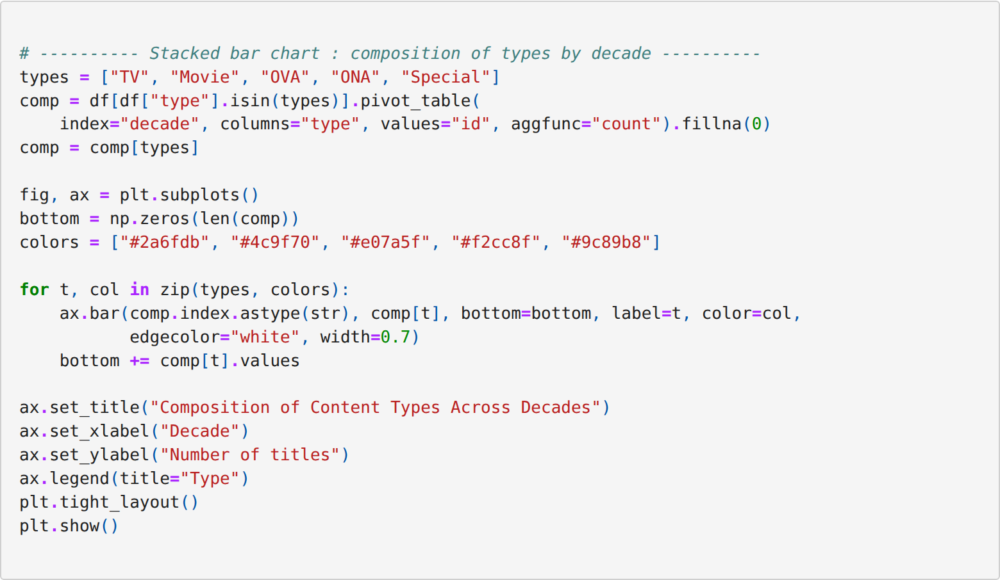 # ---------- Stacked bar chart : composition of types by decade ----------
types = ["TV", "Movie", "OVA", "ONA", "Special"]
comp = df[df["type"].isin(types)].pivot_table(
    index="decade", columns="type", values="id", aggfunc="count").fillna(0)
comp = comp[types]

fig, ax = plt.subplots()
bottom = np.zeros(len(comp))
colors = ["#2a6fdb", "#4c9f70", "#e07a5f", "#f2cc8f", "#9c89b8"]

for t, col in zip(types, colors):
    ax.bar(comp.index.astype(str), comp[t], bottom=bottom, label=t, color=col,
           edgecolor="white", width=0.7)
    bottom += comp[t].values

ax.set_title("Composition of Content Types Across Decades")
ax.set_xlabel("Decade")
ax.set_ylabel("Number of titles")
ax.legend(title="Type")
plt.tight_layout()
plt.show()